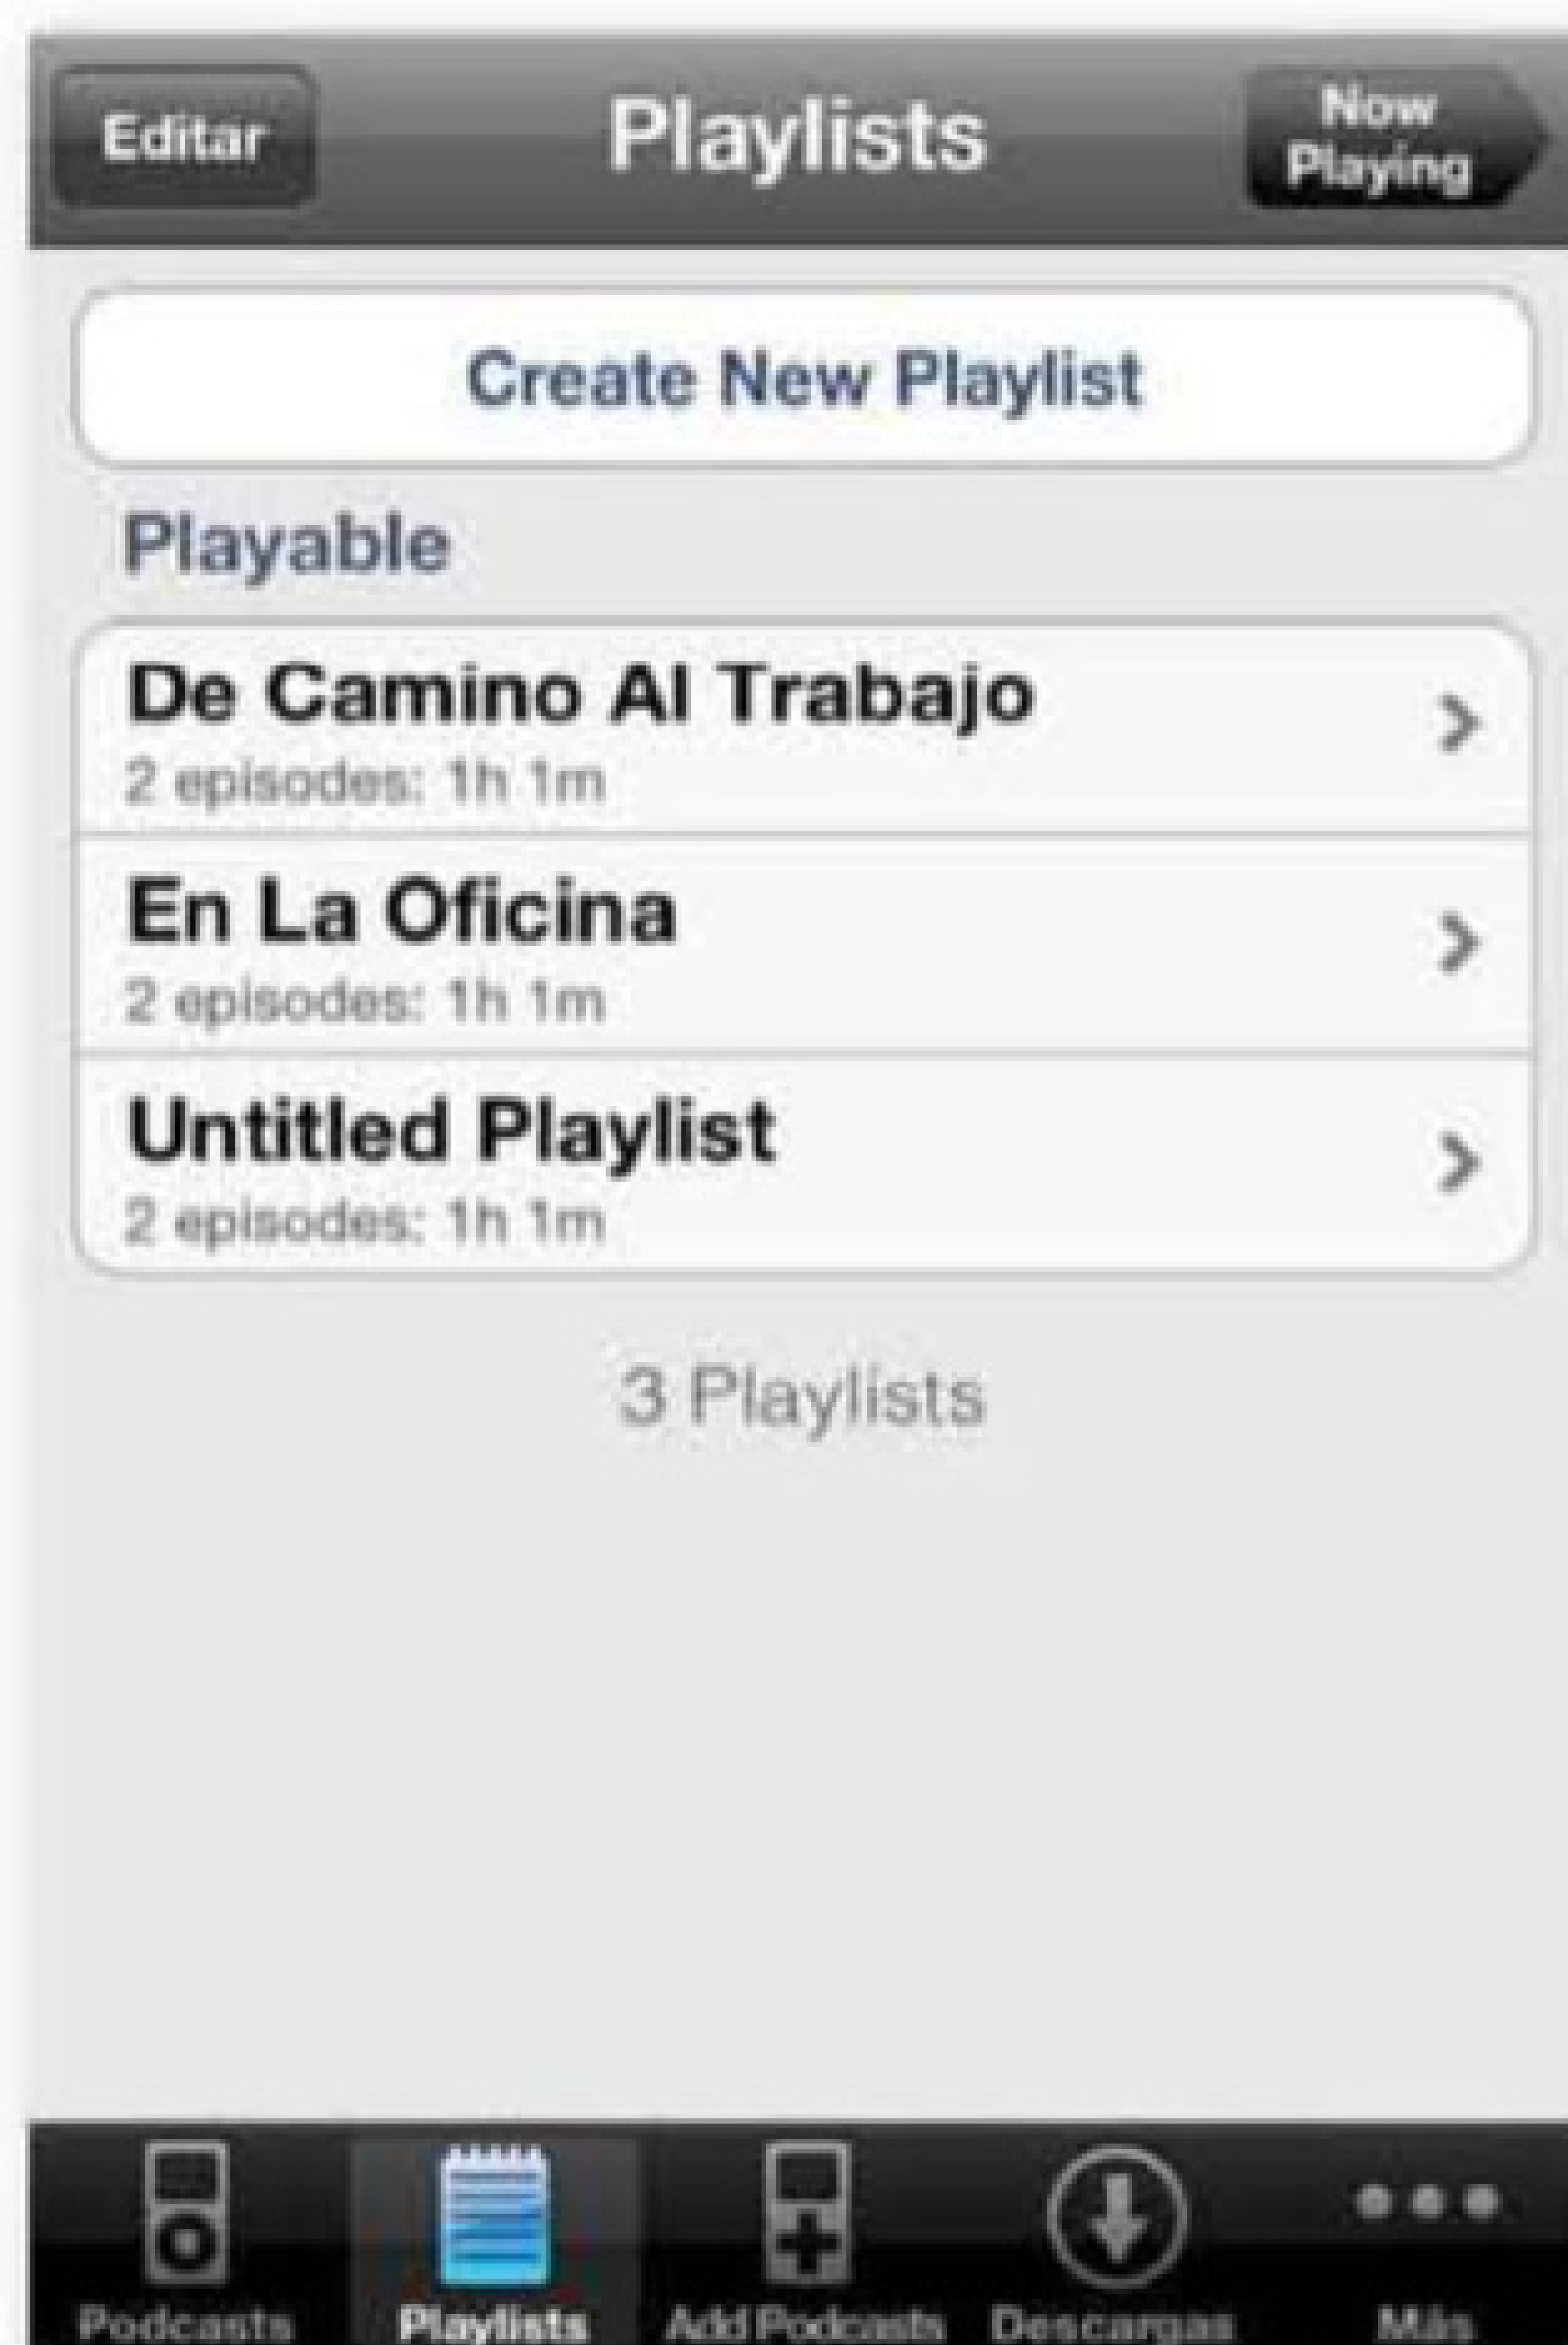 Editar
Playlists
Now
Playing
Create New Playlist
Playable
De Camino Al Trabajo
2 episodes: 1h 1m
En La Oficina
2 episodes: 1h 1m
Untitled Playlist
2 episodes: 1h 1m
3 Playlists
Podcasts
Playlists
Add Podcasts
Descargas
Más